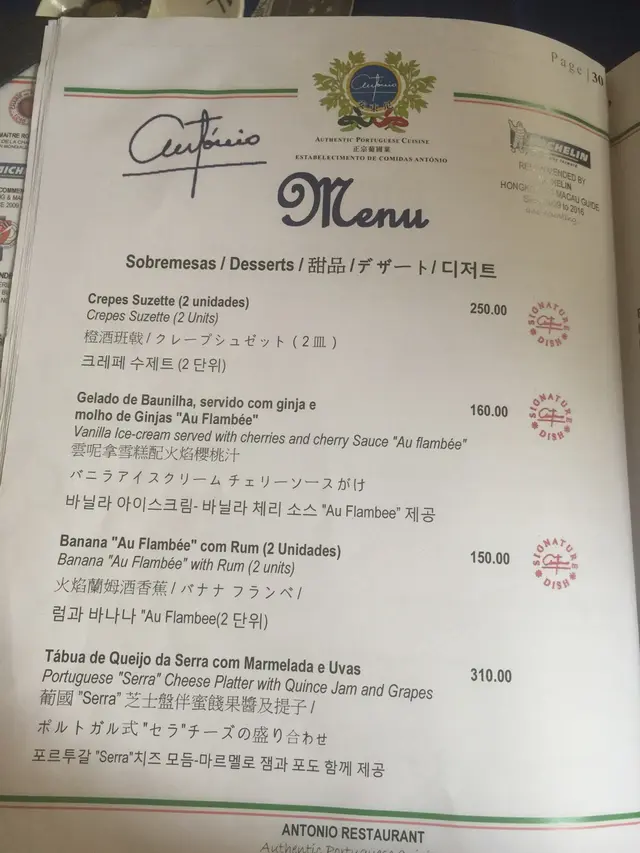 Page | 30
António
AUTHENTIC PORTUGUESE CUISINE
正宗葡國菜
ESTABELECIMENTO DE COMIDAS ANTÓNIO
MICHELIN
RECOMMENDED BY
MICHELIN
HONG KONG MACAU GUIDE
2009 to 2016
António
Menu
Sobremesas / Desserts / 甜品 /デザート/ 디저트
Crepes Suzette (2 unidades)
250.00
Crepes Suzette (2 Units)
橙酒班戟 / クレープシュゼット ( 2 皿 )
크레페 수제트 (2 단위)
SIGNATURE DISH
Gelado de Baunilha, servido com ginja e
160.00
molho de Ginjas "Au Flambée"
Vanilla Ice-cream served with cherries and cherry Sauce "Au flambée"
雲呢拿雪糕配火焰櫻桃汁
バニラアイスクリーム チェリーソースがけ
바닐라 아이스크림- 바닐라 체리 소스 "Au Flambee" 제공
SIGNATURE DISH
Banana "Au Flambée" com Rum (2 Unidades)
150.00
Banana "Au Flambée" with Rum (2 units)
火焰蘭姆酒香蕉 / バナナ フランベ /
럼과 바나나 "Au Flambee(2 단위)
SIGNATURE DISH
Tábua de Queijo da Serra com Marmelada e Uvas
310.00
Portuguese "Serra" Cheese Platter with Quince Jam and Grapes
葡國 "Serra" 芝士盤伴蜜餞果醬及提子 /
ポルトガル式 "セラ"チーズの盛り合わせ
포르투갈 "Serra"치즈 모듬-마르멜로 잼과 포도 함께 제공
ANTONIO RESTAURANT
Authentic Portuguese